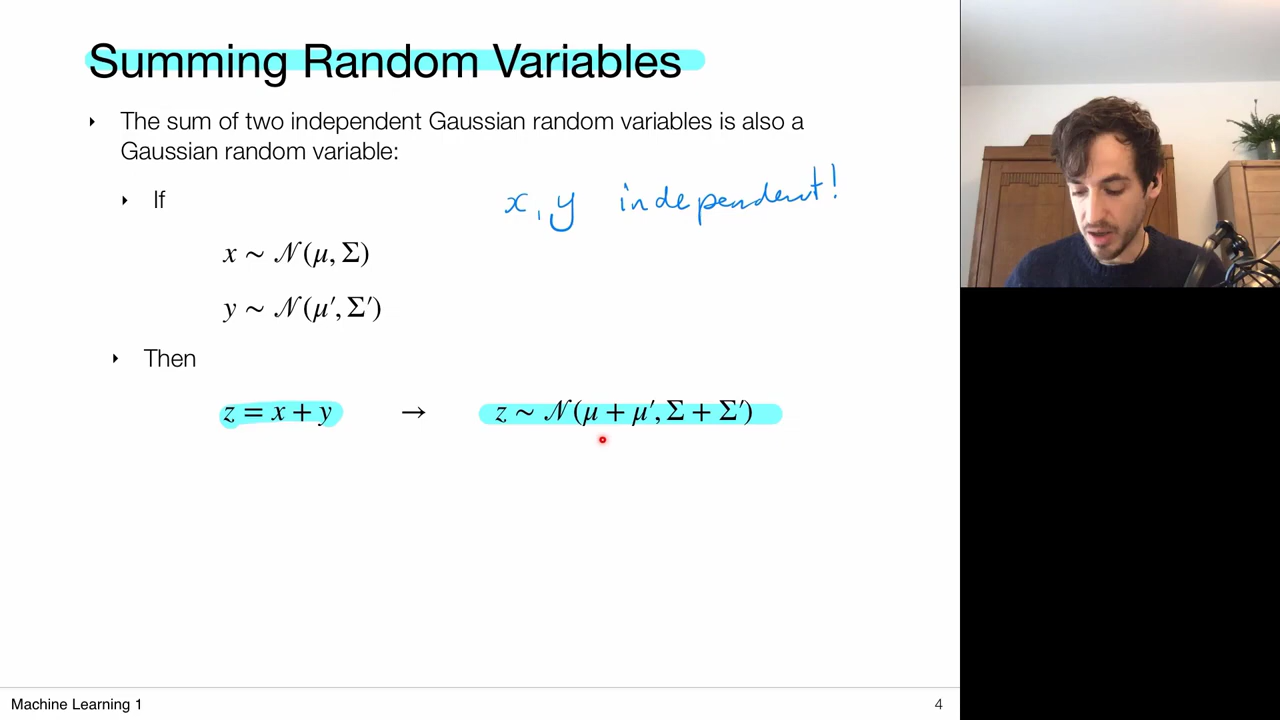 Summing Random Variables
‣ The sum of two independent Gaussian random variables is also a
Gaussian random variable:
‣ If
x, y independent!
x ∼ 𝒩(μ, Σ)
y ∼ 𝒩(μ′, Σ′)
‣ Then
z = x + y → z ∼ 𝒩(μ + μ′, Σ + Σ′)
Machine Learning 1
4